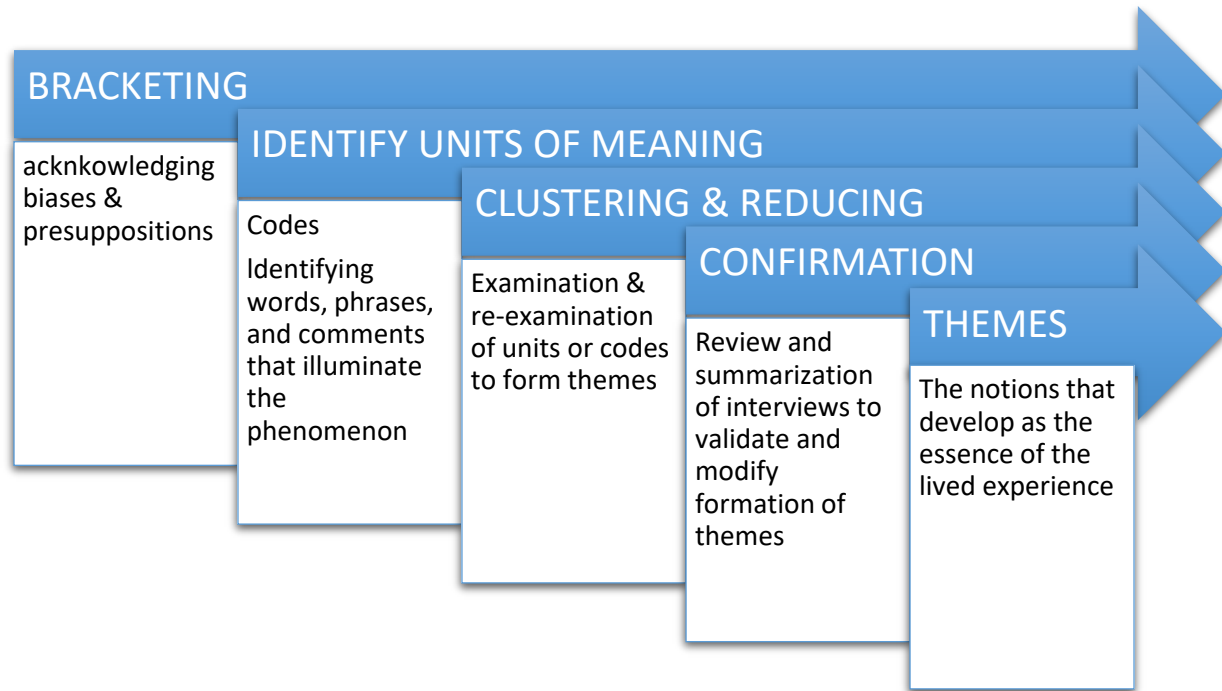 BRACKETING
acknkowledging
biases &
presuppositions
IDENTIFY UNITS OF MEANING
Codes
Identifying
words, phrases,
and comments
that illuminate
the
phenomenon
CLUSTERING & REDUCING
Examination &
re-examination
of units or codes
to form themes
CONFIRMATION
Review and
summarization
of interviews to
validate and
modify
formation of
themes
THEMES
The notions that
develop as the
essence of the
lived experience